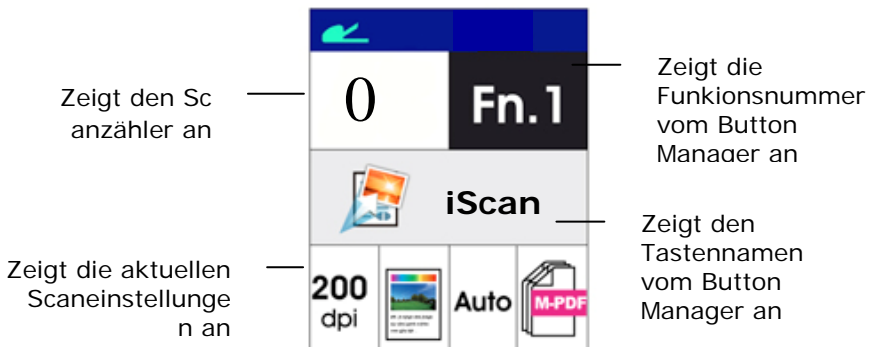 Zeigt den Sc
anzähler an
0
Fn.1
Zeigt die
Funkionsnummer
vom Button
Manager an
iScan
Zeigt den
Tastennamen
vom Button
Manager an
Zeigt die aktuellen
Scaneinstellunge
n an
200
dpi
Auto
M-PDF